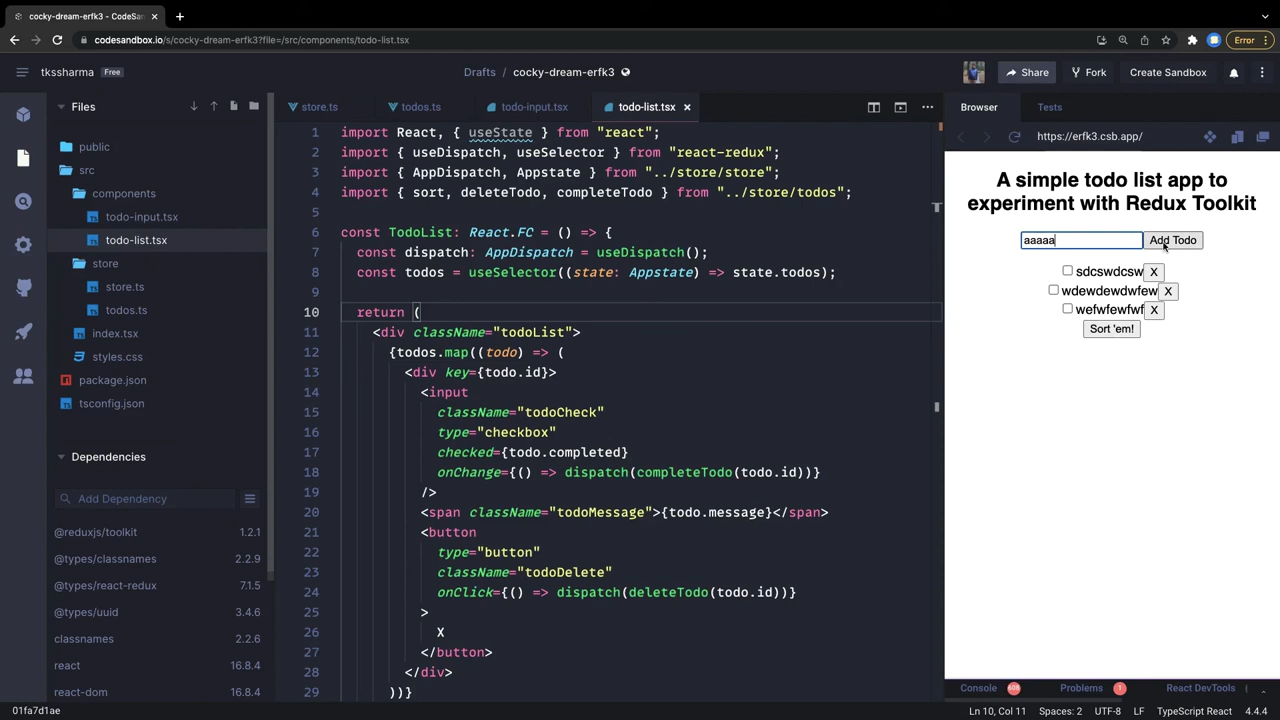 cocky-dream-erfk3 - CodeSan
codesandbox.io/s/cocky-dream-erfk3?file=/src/components/todo-list.tsx
Error
tkssharma
Free
Drafts / cocky-dream-erfk3
Share
Fork
Create Sandbox
Files
public
src
components
todo-input.tsx
todo-list.tsx
store
store.ts
todos.ts
index.tsx
styles.css
package.json
tsconfig.json
Dependencies
Add Dependency
@reduxjs/toolkit 1.2.1
@types/classnames 2.2.9
@types/react-redux 7.1.5
@types/uuid 3.4.6
classnames 2.2.6
react 16.8.4
react-dom 16.8.4
01fa7d1ae
store.ts
todos.ts
todo-input.tsx
todo-list.tsx
1 import React, { useState } from "react";
2 import { useDispatch, useSelector } from "react-redux";
3 import { AppDispatch, Appstate } from "../store/store";
4 import { sort, deleteTodo, completeTodo } from "../store/todos";
5
6 const TodoList: React.FC = () => {
7 const dispatch: AppDispatch = useDispatch();
8 const todos = useSelector((state: Appstate) => state.todos);
9
10 return (
11 <div className="todoList">
12 {todos.map((todo) => (
13 <div key={todo.id}>
14 <input
15 className="todoCheck"
16 type="checkbox"
17 checked={todo.completed}
18 onChange={() => dispatch(completeTodo(todo.id))}
19 />
20 <span className="todoMessage">{todo.message}</span>
21 <button
22 type="button"
23 className="todoDelete"
24 onClick={() => dispatch(deleteTodo(todo.id))}
25 >
26 X
27 </button>
28 </div>
29 ))}
Browser
Tests
https://erfk3.csb.app/
A simple todo list app to
experiment with Redux Toolkit
aaaaa
Add Todo
sdcswdcsw X
wdewdewdwfew X
wefwfewfwf X
Sort 'em!
Console 608
Problems 1
React DevTools
Ln 10, Col 11
Spaces: 2
UTF-8
LF
TypeScript React
4.4.4